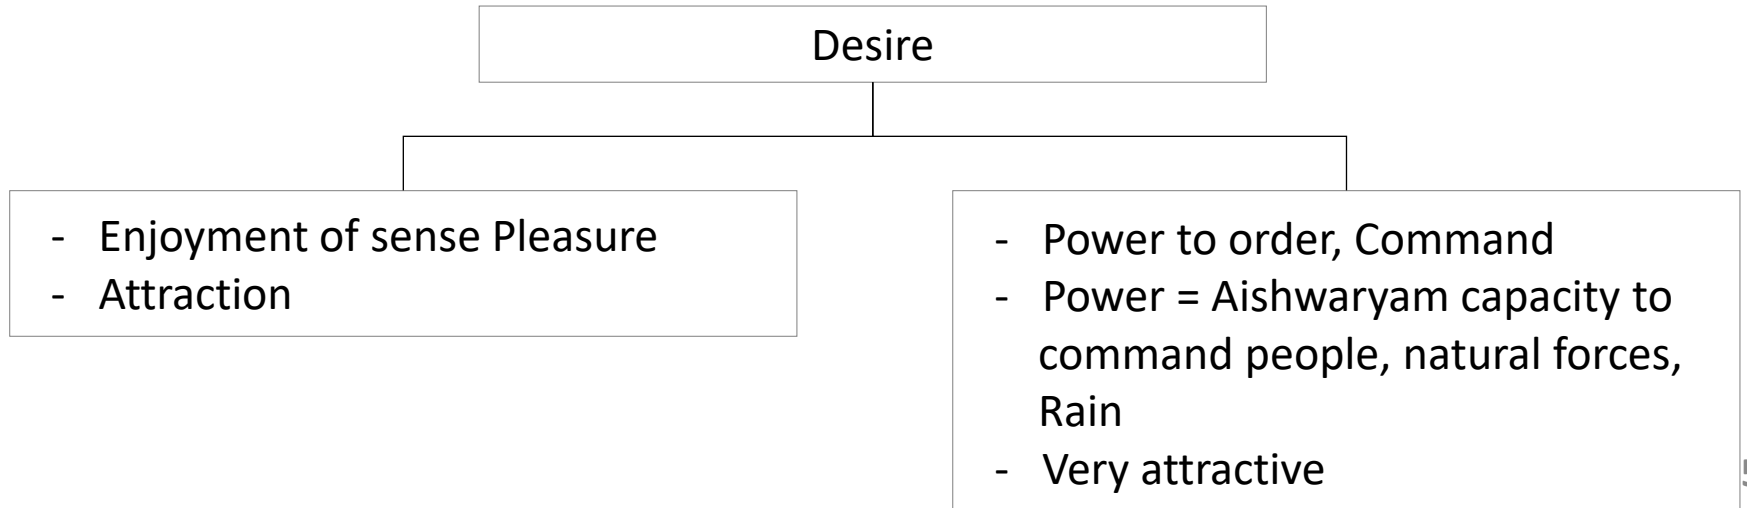 Desire
- Enjoyment of sense Pleasure
- Attraction
- Power to order, Command
- Power = Aishwaryam capacity to
command people, natural forces,
Rain
- Very attractive